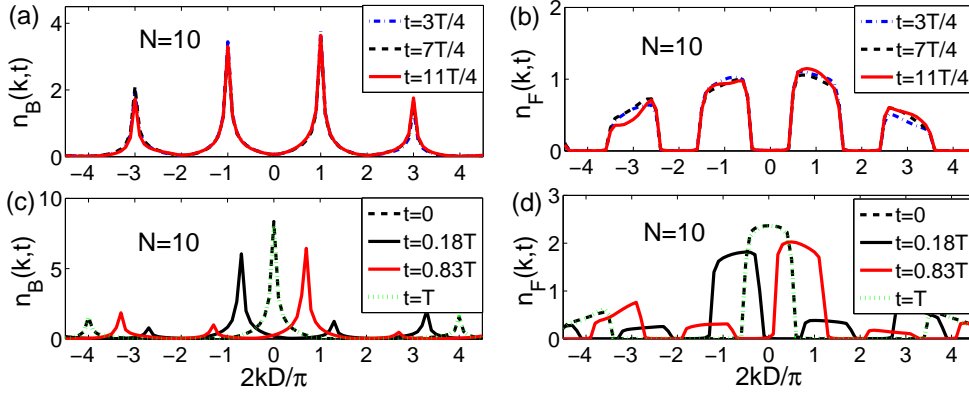 (a)
N=10
t=3T/4
t=7T/4
t=11T/4
n_B(k,t)
4
2
0
−4 −3 −2 −1 0 1 2 3 4
(b)
N=10
t=3T/4
t=7T/4
t=11T/4
n_F(k,t)
2
1
0
−4 −3 −2 −1 0 1 2 3 4
(c)
N=10
t=0
t=0.18T
t=0.83T
t=T
n_B(k,t)
10
5
0
−4 −3 −2 −1 0 1 2 3 4
2kD/π
(d)
N=10
t=0
t=0.18T
t=0.83T
t=T
n_F(k,t)
3
2
1
0
−4 −3 −2 −1 0 1 2 3 4
2kD/π